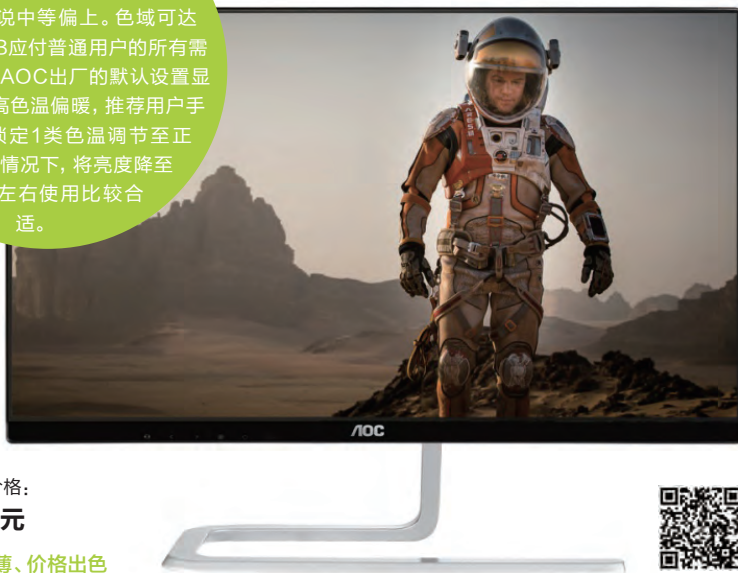 说中等偏上。色域可达
B应付普通用户的所有需
AOC出厂的默认设置显
高色温偏暖,推荐用户手
锁定1类色温调节至正
情况下,将亮度降至
左右使用比较合
适。
AOC
格:
元
薄、价格出色